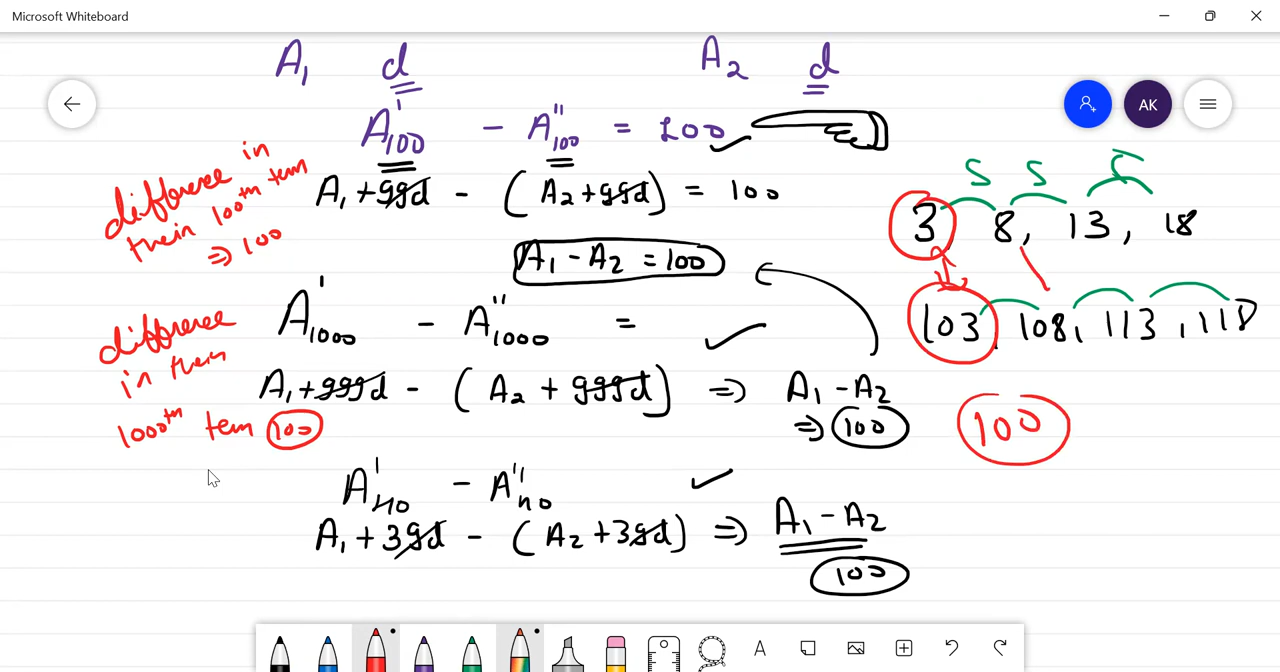 Microsoft Whiteboard
A₁ d A₂ d
A'₁₀₀ - A''₁₀₀ = 100
AK
difference in their 100th term ⇒ 100
A₁ + 99d - (A₂ + 99d) = 100
A₁ - A₂ = 100
5 5 5
3 8, 13, 18
103, 108, 113, 118
100
A'₁₀₀₀ - A''₁₀₀₀ =
difference in their 1000th term 100
A₁ + 999d - (A₂ + 999d) ⇒ A₁ - A₂
⇒ 100
A'₄₀ - A''₄₀
A₁ + 39d - (A₂ + 39d) ⇒ A₁ - A₂
100
A